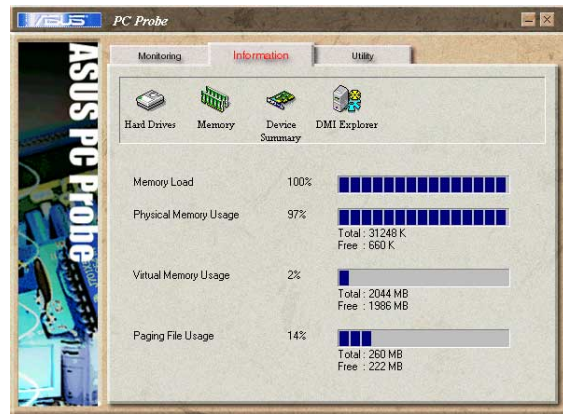 ASUS PC Probe
Monitoring Information Utility
ASUS PC Probe
Hard Drives Memory Device Summary DMI Explorer
Memory Load 100%
Physical Memory Usage 97%
Total : 31248 K
Free : 660 K
Virtual Memory Usage 2%
Total : 2044 MB
Free : 1986 MB
Paging File Usage 14%
Total : 260 MB
Free : 222 MB